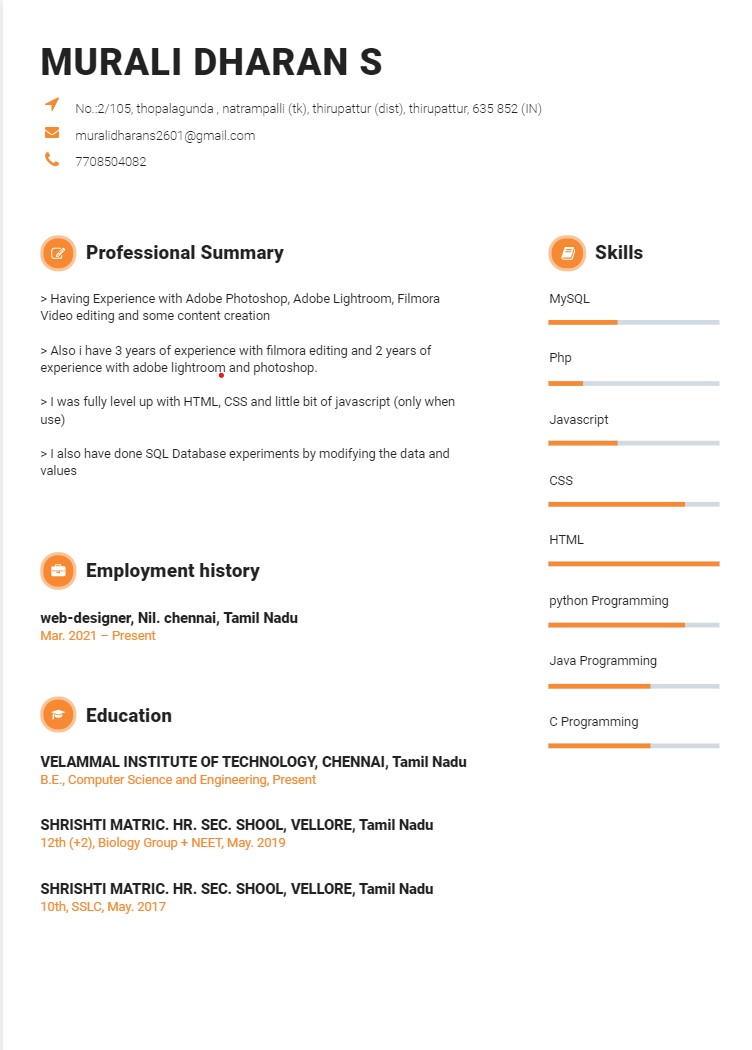 MURALI DHARAN S
No.:2/105, thopalagunda , natrampalli (tk), thirupattur (dist), thirupattur, 635 852 (IN)
muralidharans2601@gmail.com
7708504082
Professional Summary
> Having Experience with Adobe Photoshop, Adobe Lightroom, Filmora
Video editing and some content creation
> Also i have 3 years of experience with filmora editing and 2 years of
experience with adobe lightroom and photoshop.
> I was fully level up with HTML, CSS and little bit of javascript (only when
use)
> I also have done SQL Database experiments by modifying the data and
values
Employment history
web-designer, Nil. chennai, Tamil Nadu
Mar. 2021 – Present
Education
VELAMMAL INSTITUTE OF TECHNOLOGY, CHENNAI, Tamil Nadu
B.E., Computer Science and Engineering, Present
SHRISHTI MATRIC. HR. SEC. SHOOL, VELLORE, Tamil Nadu
12th (+2), Biology Group + NEET, May. 2019
SHRISHTI MATRIC. HR. SEC. SHOOL, VELLORE, Tamil Nadu
10th, SSLC, May. 2017
Skills
MySQL
Php
Javascript
CSS
HTML
python Programming
Java Programming
C Programming